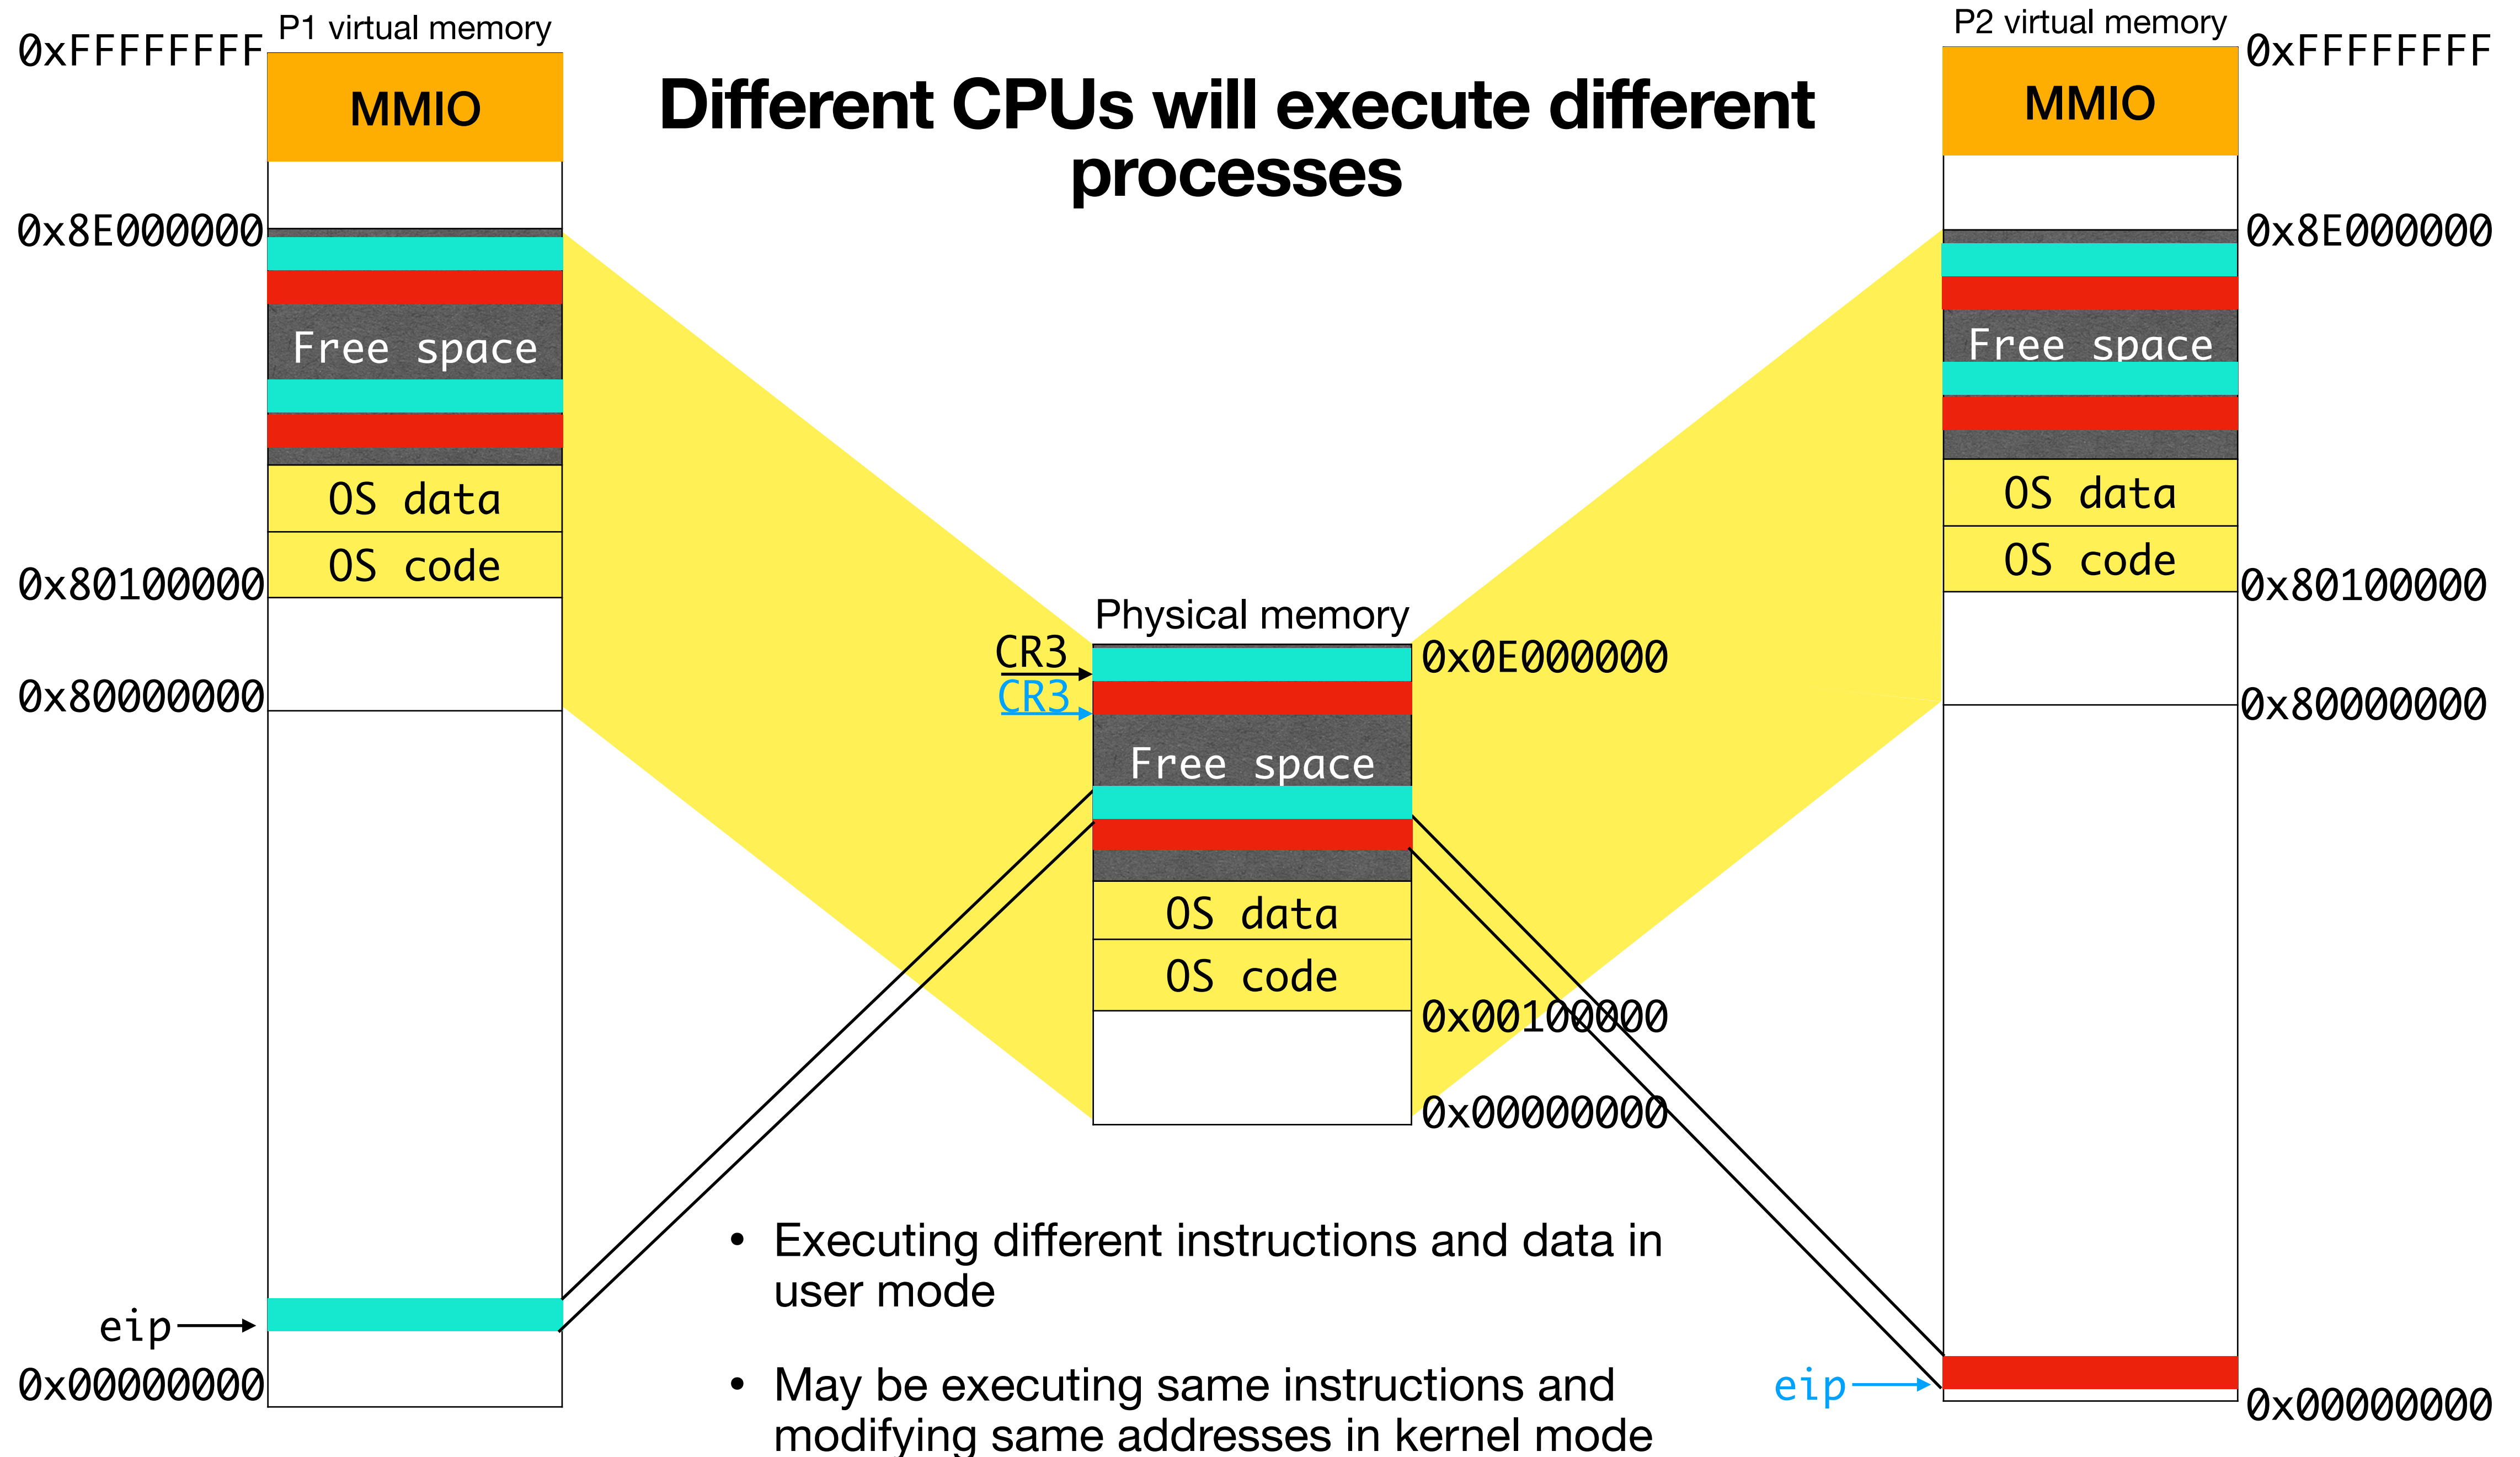 P1 virtual memory
0xFFFFFFFF
MMIO
0x8E000000
Free space
OS data
OS code
0x80100000
0x80000000
eip
0x00000000
Different CPUs will execute different
processes
Physical memory
CR3
CR3
0x0E000000
Free space
OS data
OS code
0x00100000
0x00000000
• Executing different instructions and data in
user mode
• May be executing same instructions and
modifying same addresses in kernel mode
P2 virtual memory
0xFFFFFFFF
MMIO
0x8E000000
Free space
OS data
OS code
0x80100000
0x80000000
eip
0x00000000